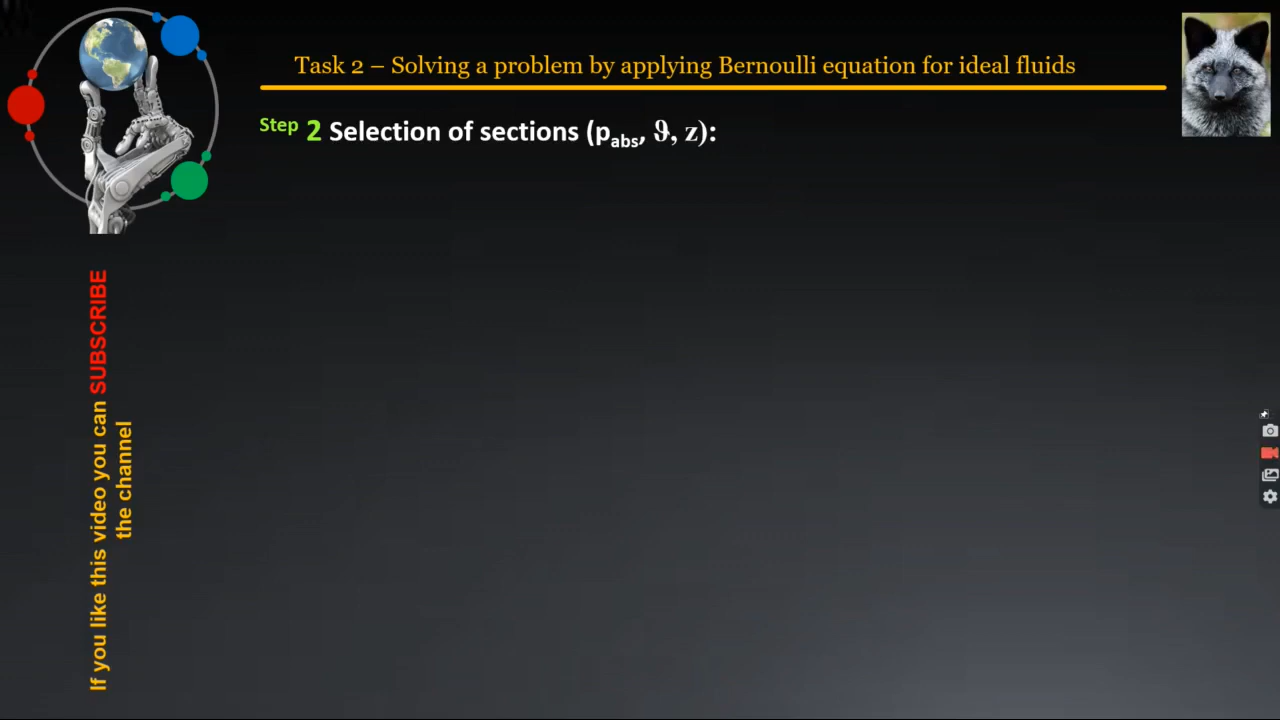 Task 2 – Solving a problem by applying Bernoulli equation for ideal fluids
Step 2 Selection of sections (pabs, ϑ, z):
If you like this video you can SUBSCRIBE
the channel